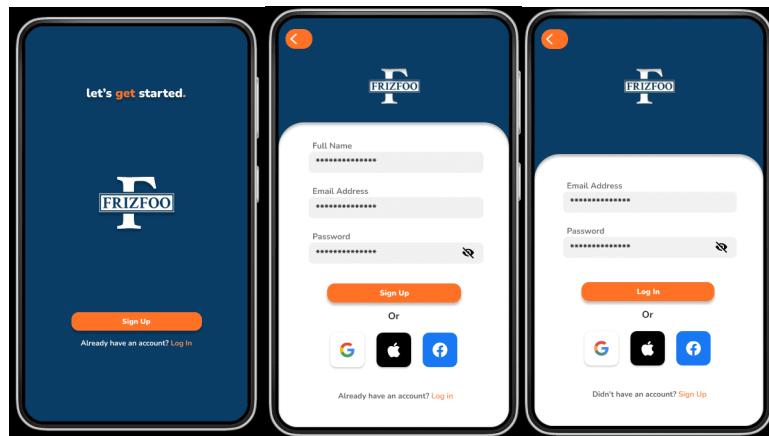 let's get started.
FRIZFOO
Sign Up
Already have an account? Log In
FRIZFOO
Full Name
**************
Email Address
**************
Password
**************
Sign Up
Or
G
f
Already have an account? Log in
FRIZFOO
Email Address
**************
Password
**************
Log In
Or
G
f
Didn't have an account? Sign Up